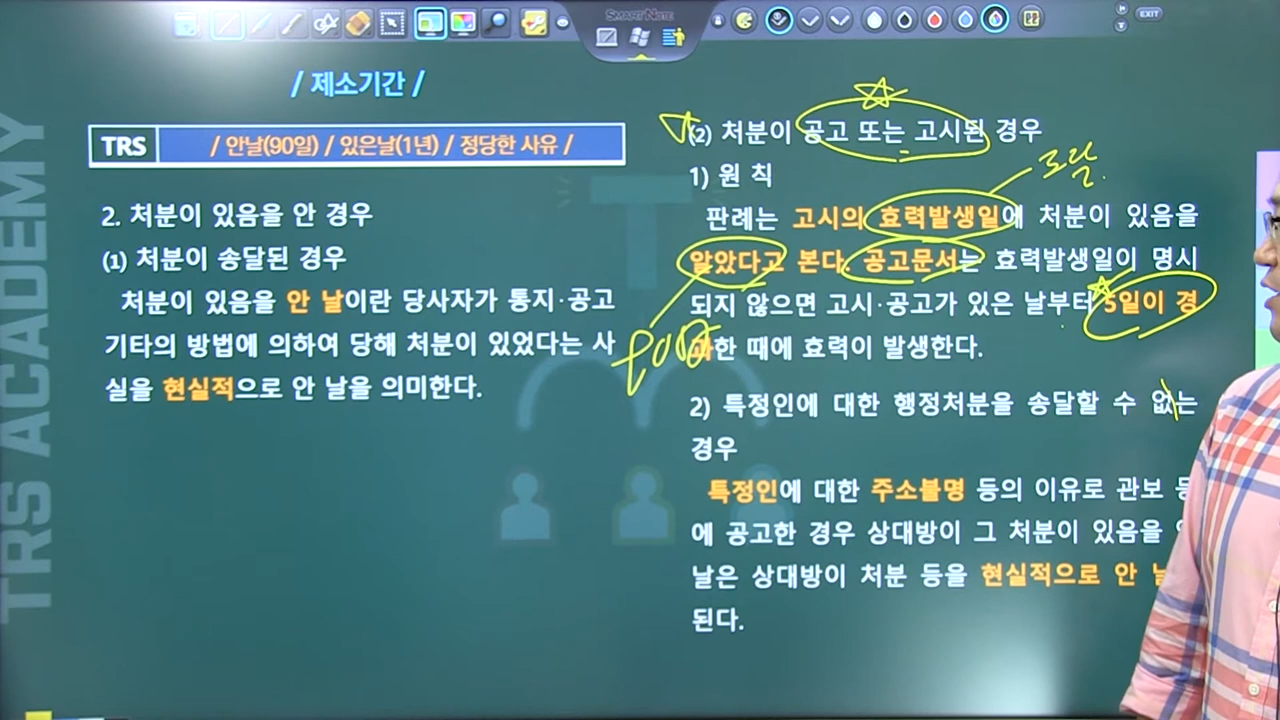 SMART NOTE
EXIT
TRS ACADEMY
/ 제소기간 /
TRS / 안날(90일) / 있은날(1년) / 정당한 사유 /
2. 처분이 있음을 안 경우
(1) 처분이 송달된 경우
처분이 있음을 안 날이란 당사자가 통지·공고
기타의 방법에 의하여 당해 처분이 있었다는 사
실을 현실적으로 안 날을 의미한다.
(2) 처분이 공고 또는 고시된 경우
1) 원 칙
도달
판례는 고시의 효력발생일에 처분이 있음을
알았다고 본다. 공고문서는 효력발생일이 명시
되지 않으면 고시·공고가 있은 날부터 5일이 경
과한 때에 효력이 발생한다.
2) 특정인에 대한 행정처분을 송달할 수 없는
경우
특정인에 대한 주소불명 등의 이유로 관보
에 공고한 경우 상대방이 그 처분이 있음을
날은 상대방이 처분 등을 현실적으로 안
된다.